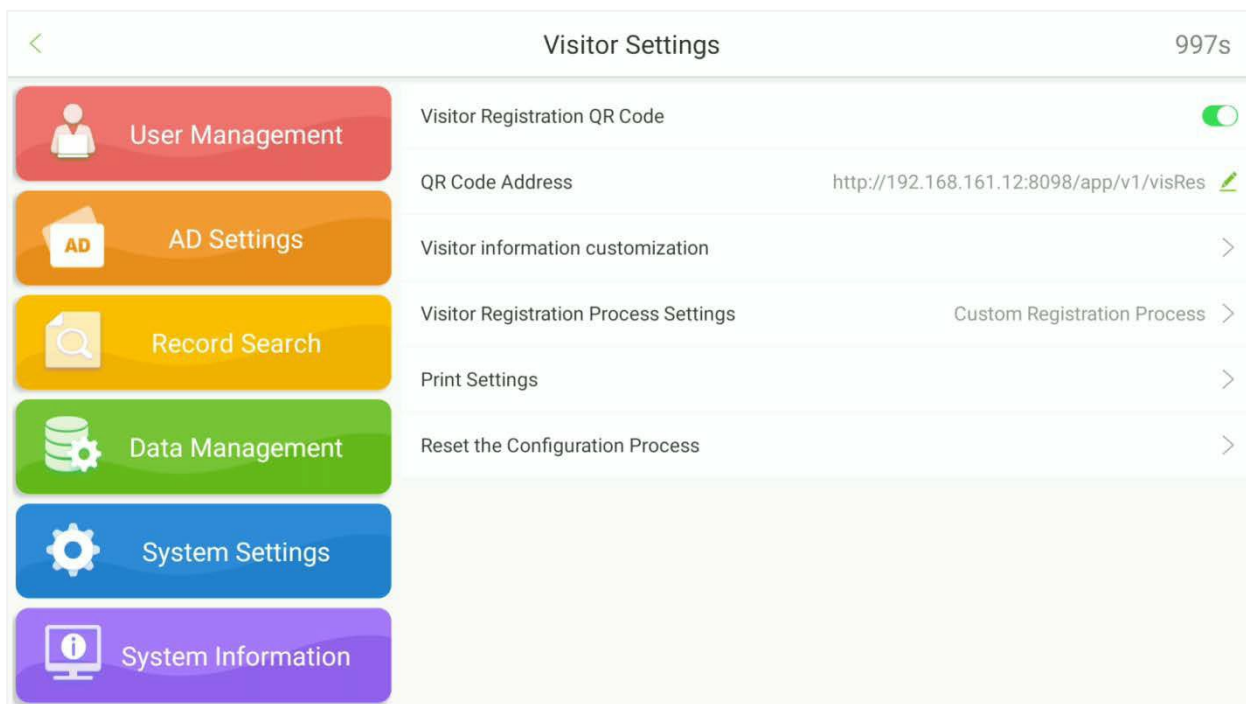 Visitor Settings
997s
User Management
AD
AD Settings
Record Search
Data Management
System Settings
System Information
Visitor Registration QR Code
QR Code Address
http://192.168.161.12:8098/app/v1/visRes
Visitor information customization
Visitor Registration Process Settings
Custom Registration Process
Print Settings
Reset the Configuration Process